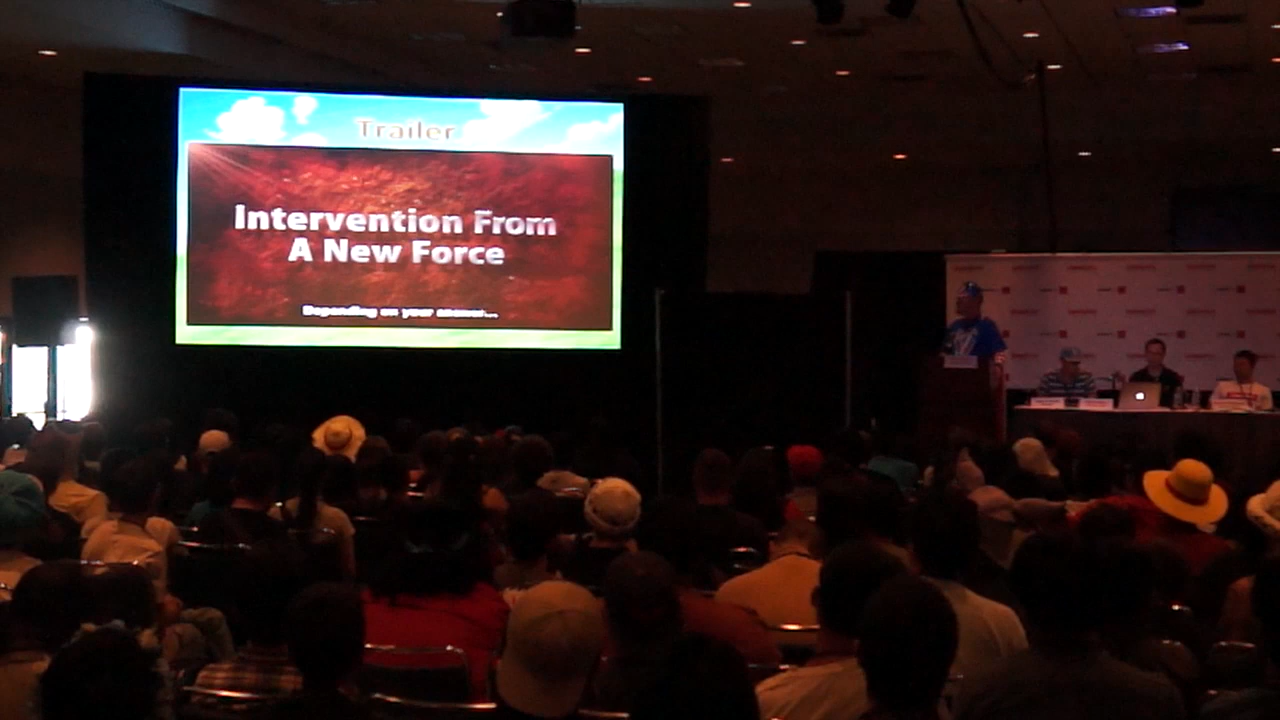 Trailer
Intervention From
A New Force
Depending on your answer...